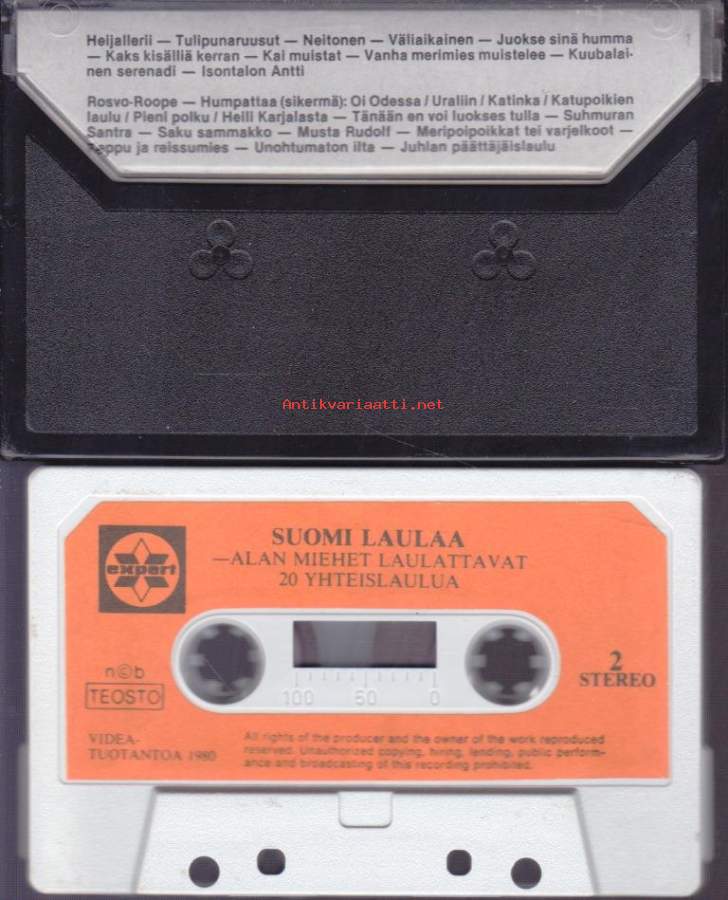 Heijallerii — Tulipunaruusut — Neitonen — Väliaikainen — Juokse sinä humma
— Kaks kisälliä kerran — Kai muistat — Vanha merimies muistelee — Kuubalai-
nen serenadi — Isontalon Antti
Rosvo-Roope — Humpattaa (sikermä): Oi Odessa / Uraliin / Katinka / Katupoikien
laulu / Pieni polku / Heili Karjalasta — Tänään en voi luokses tulla — Suhmuran
Santra — Saku sammakko — Musta Rudolf — Meripoipoikkat tei varjelkoot —
Reppu ja reissumies — Unohtumaton ilta — Juhlan päättäjäislaulu
Antikvariaatti.net
SUOMI LAULAA
—ALAN MIEHET LAULATTAVAT
20 YHTEISLAULUA
expert
n©b
TEOSTO
2
STEREO
100 50 0
VIDEA-
TUOTANTOA 1980
All rights of the producer and the owner of the work reproduced
reserved. Unauthorized copying, hiring, lending, public perform-
ance and broadcasting of this recording prohibited.